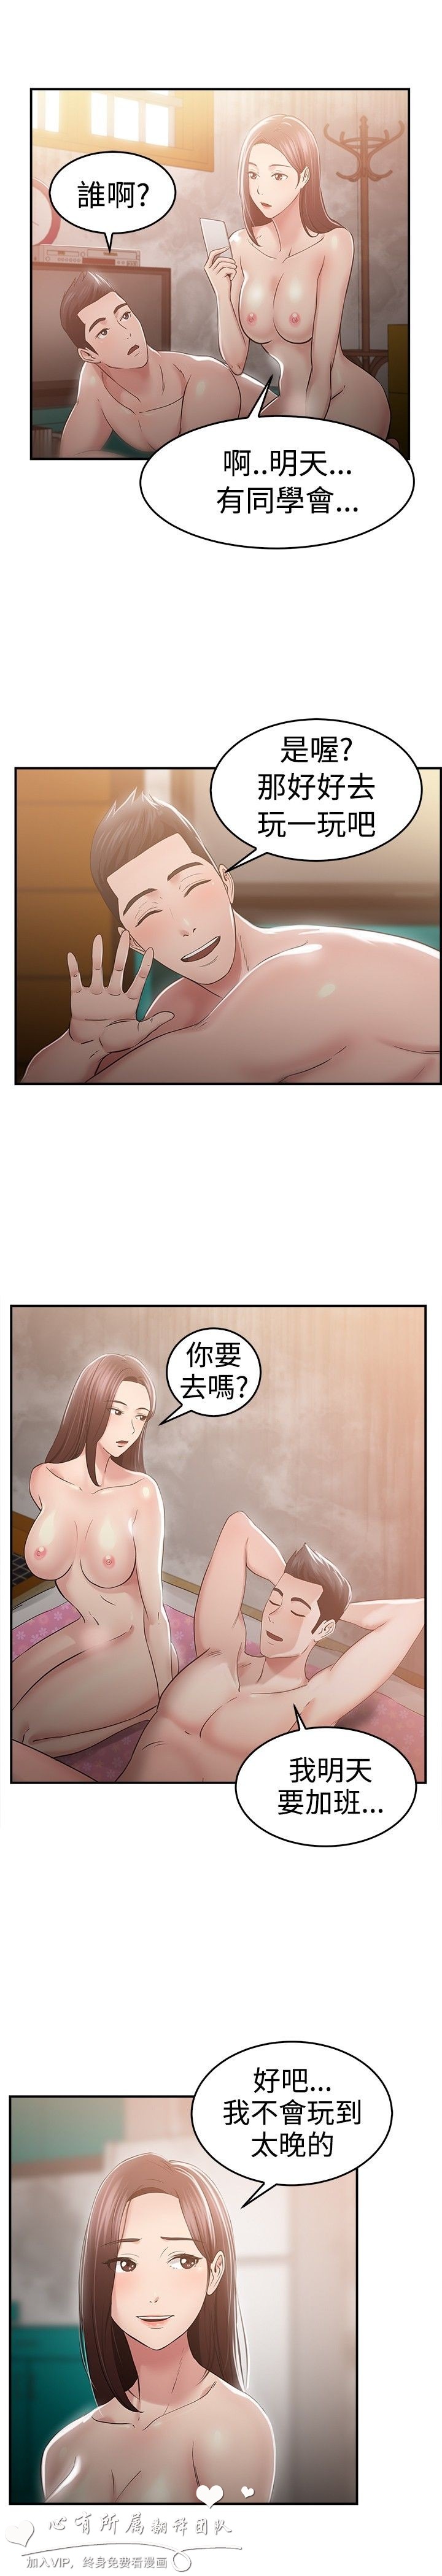 誰啊?
啊..明天...
有同學會...
是喔?
那好好去
玩一玩吧
你要
去嗎?
我明天
要加班...
好吧...
我不會玩到
太晚的
心有所属翻译团队
加入VIP，终身免费看漫画